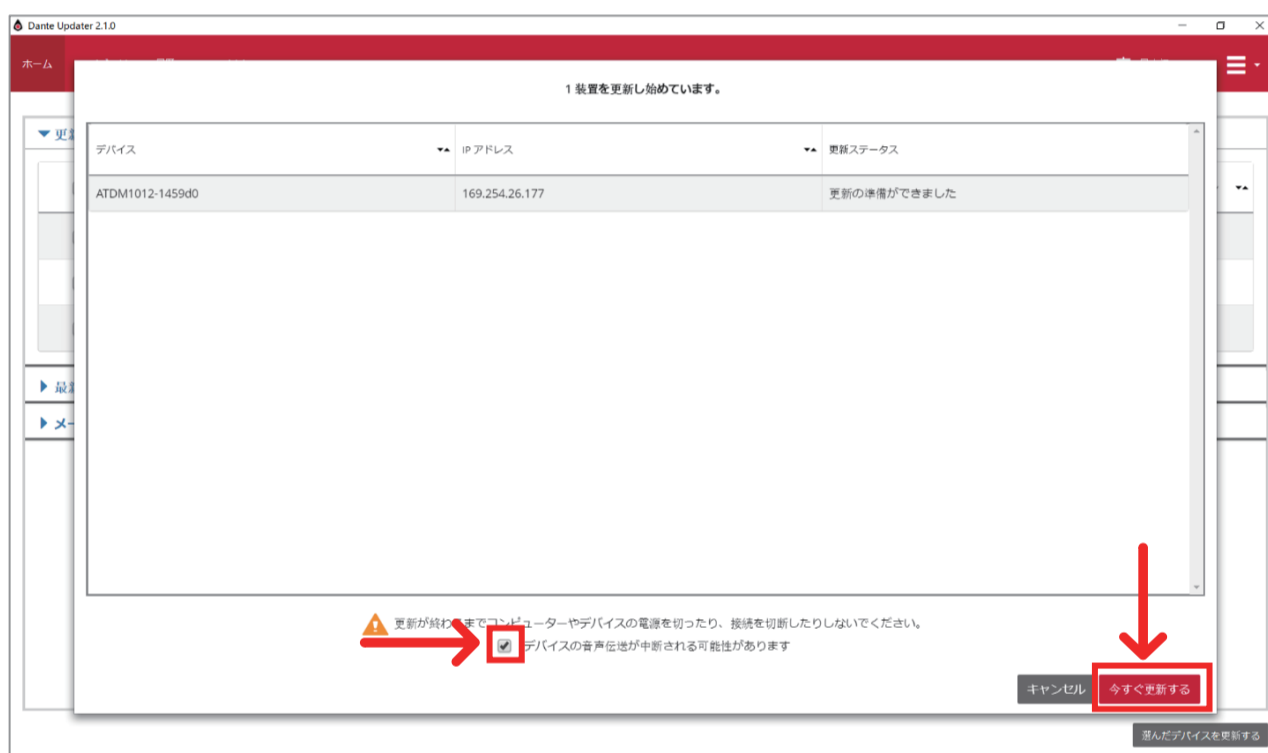 Dante Updater 2.1.0
ホーム
1 装置を更新し始めています。
デバイス
IP アドレス
更新ステータス
ATDM1012-1459d0
169.254.26.177
更新の準備ができました
更新が終わ
までコンピューターやデバイスの電源を切ったり、接続を切断したりしないでください。
デバイスの音声伝送が中断される可能性があります
キャンセル
今すぐ更新する
選んだデバイスを更新する